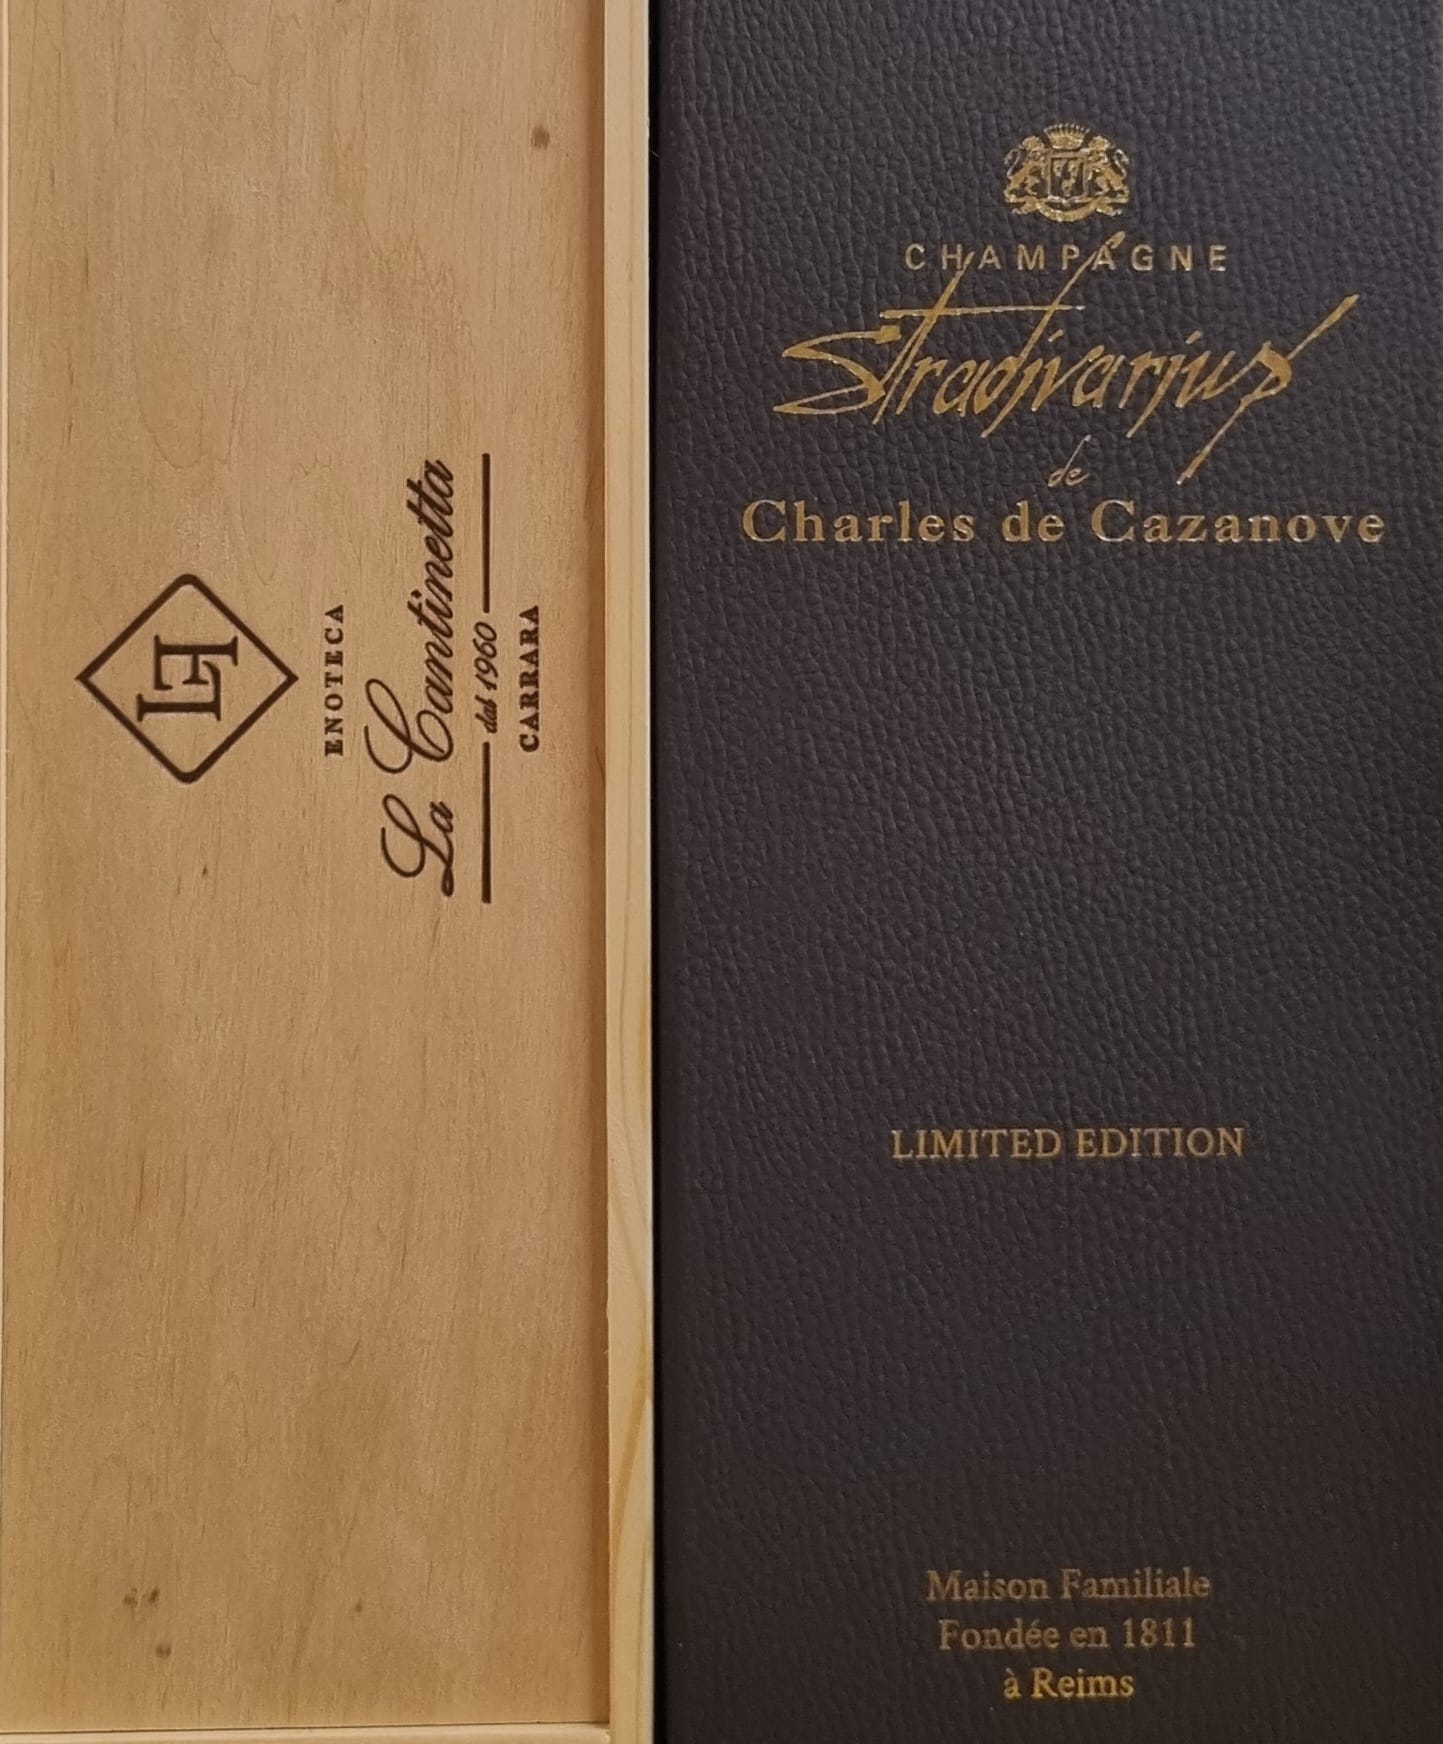 LF
ENOTECA
La Cantinetta
dal 1960
CARRARA
CHAMPAGNE
Stradivarius
de
Charles de Cazanove
LIMITED EDITION
Maison Familiale
Fondée en 1811
à Reims